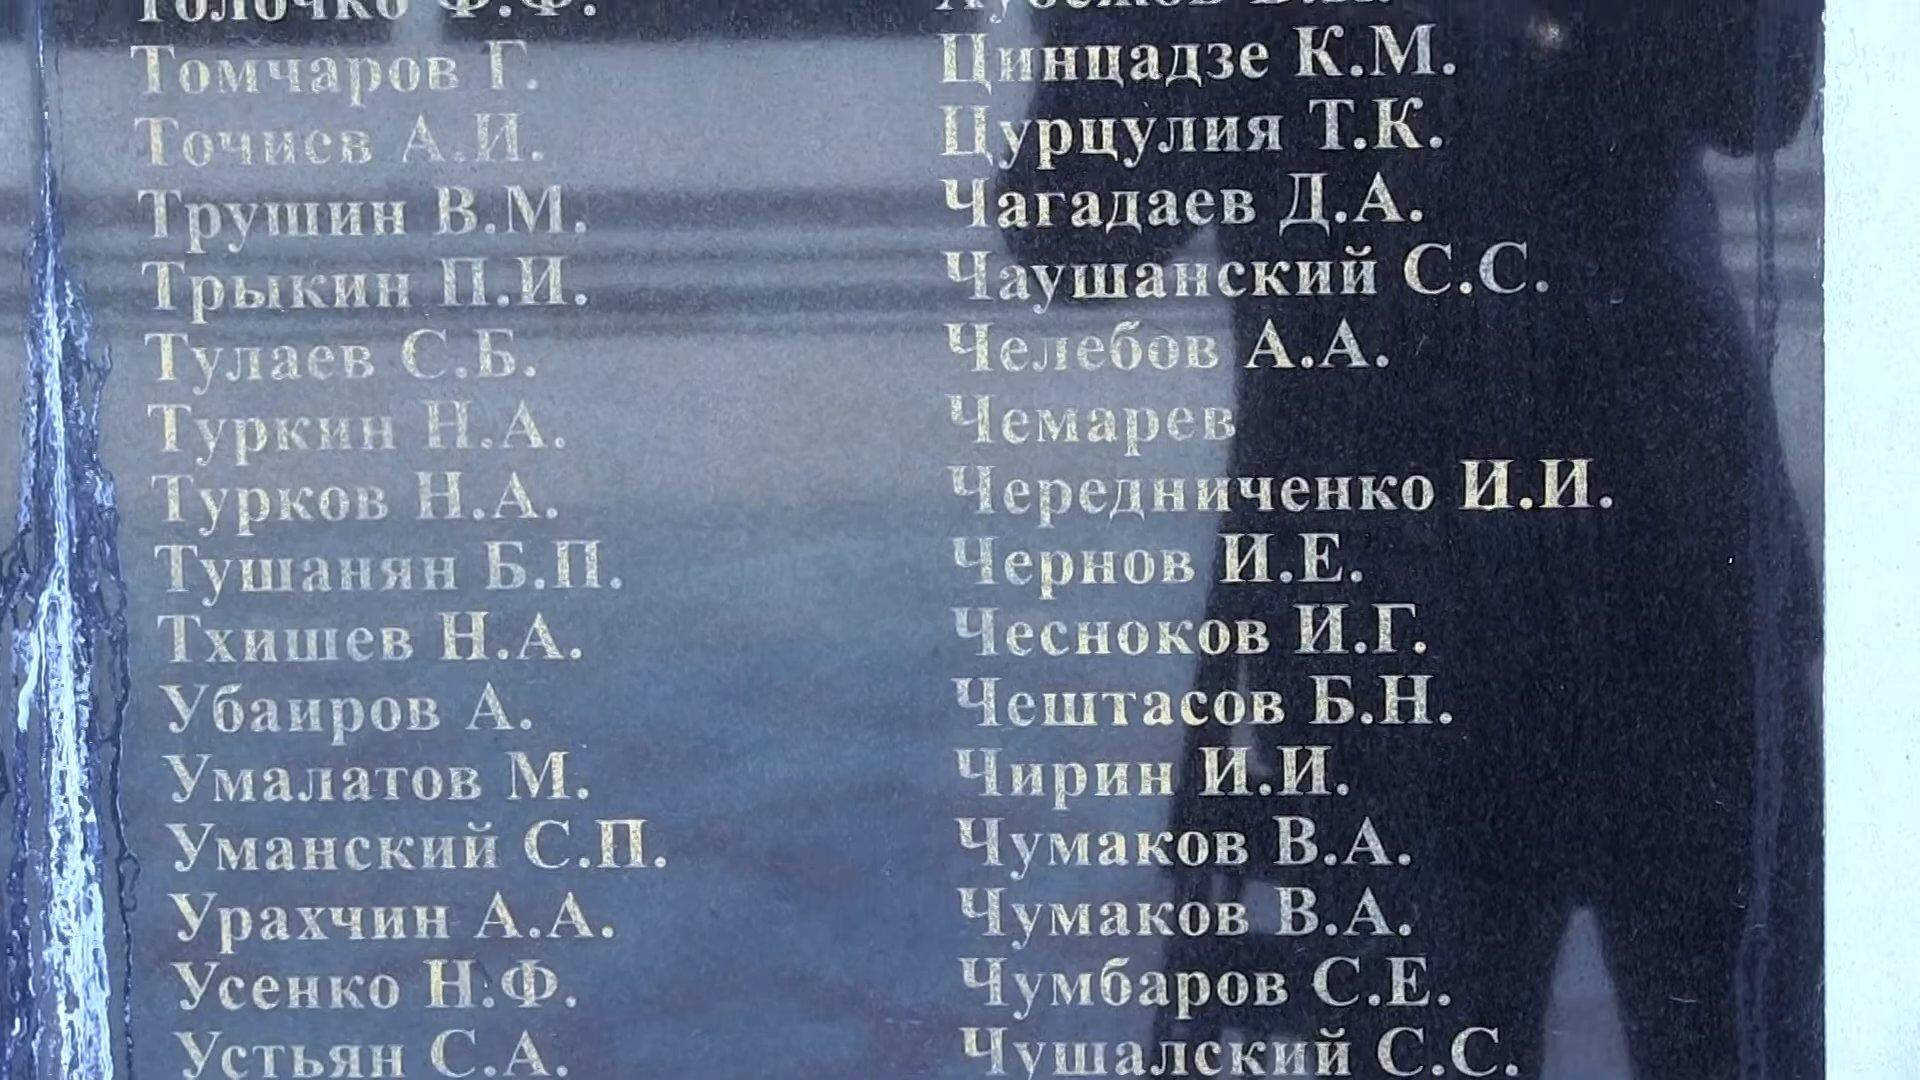 Толочко Ф.Ф.
Томчаров Г.
Точиев А.И.
Трушин В.М.
Трыкин П.И.
Тулаев С.Б.
Туркин Н.А.
Турков Н.А.
Тушанян Б.П.
Тхишев Н.А.
Убаиров А.
Умалатов М.
Уманский С.П.
Урахчин А.А.
Усенко Н.Ф.
Устьян С.А.
Цинцадзе К.М.
Цурцулия Т.К.
Чагадаев Д.А.
Чаушанский С.С.
Челебов А.А.
Чемарев
Чередниченко И.И.
Чернов И.Е.
Чесноков И.Г.
Чештасов Б.Н.
Чирин И.И.
Чумаков В.А.
Чумаков В.А.
Чумбаров С.Е.
Чушалский С.С.